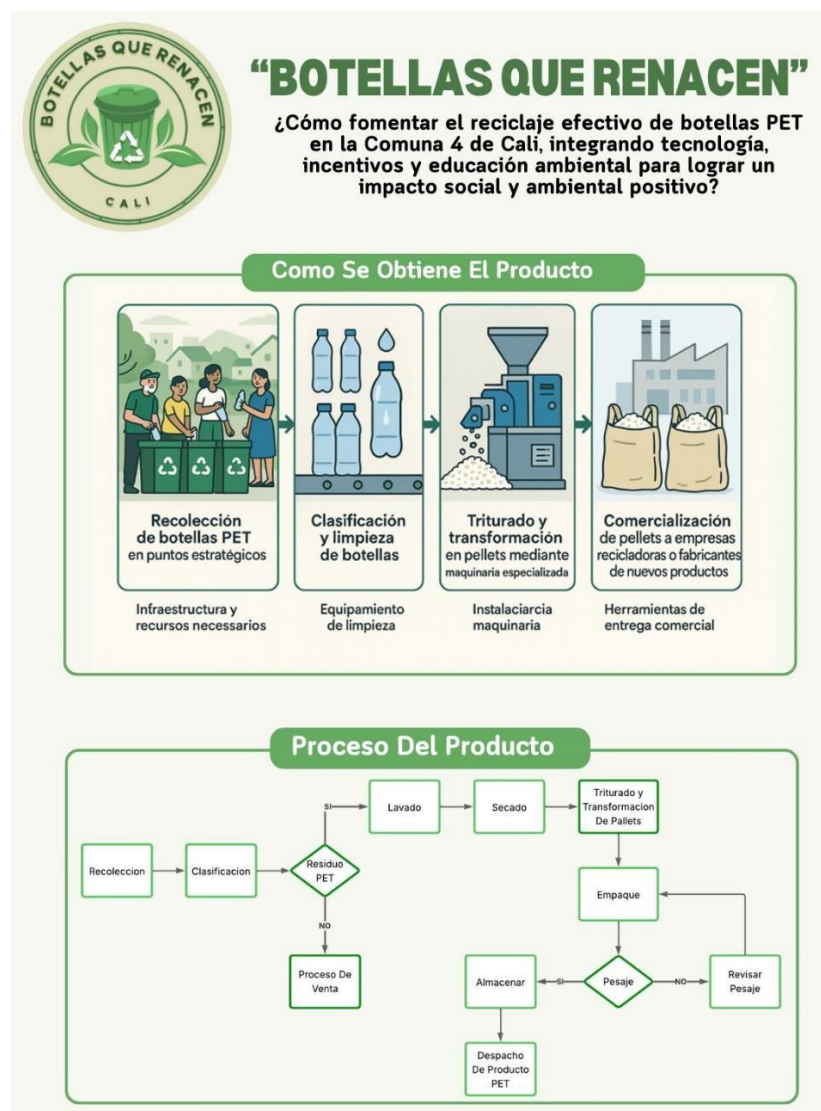 BOTELLAS QUE RENACEN
CALI
“BOTELLAS QUE RENACEN”
¿Cómo fomentar el reciclaje efectivo de botellas PET
en la Comuna 4 de Cali, integrando tecnología,
incentivos y educación ambiental para lograr un
impacto social y ambiental positivo?
Como Se Obtiene El Producto
Recolección
de botellas PET
en puntos estratégicos
Clasificación
y limpieza
de botellas
Triturado y
transformación
en pellets mediante
maquinaria especializada
Comercialización
de pellets a empresas
recicladoras o fabricantes
de nuevos productos
Infraestructura y
recursos necessarios
Equipamiento
de limpieza
Instalaciarcia
maquinaria
Herramientas de
entrega comercial
Proceso Del Producto
Recoleccion
Clasificacion
Residuo
PET
SI
Lavado
Secado
Triturado y
Transformacion
De Pallets
NO
Proceso De
Venta
Empaque
Pesaje
SI
Almacenar
NO
Revisar
Pesaje
Despacho
De Producto
PET